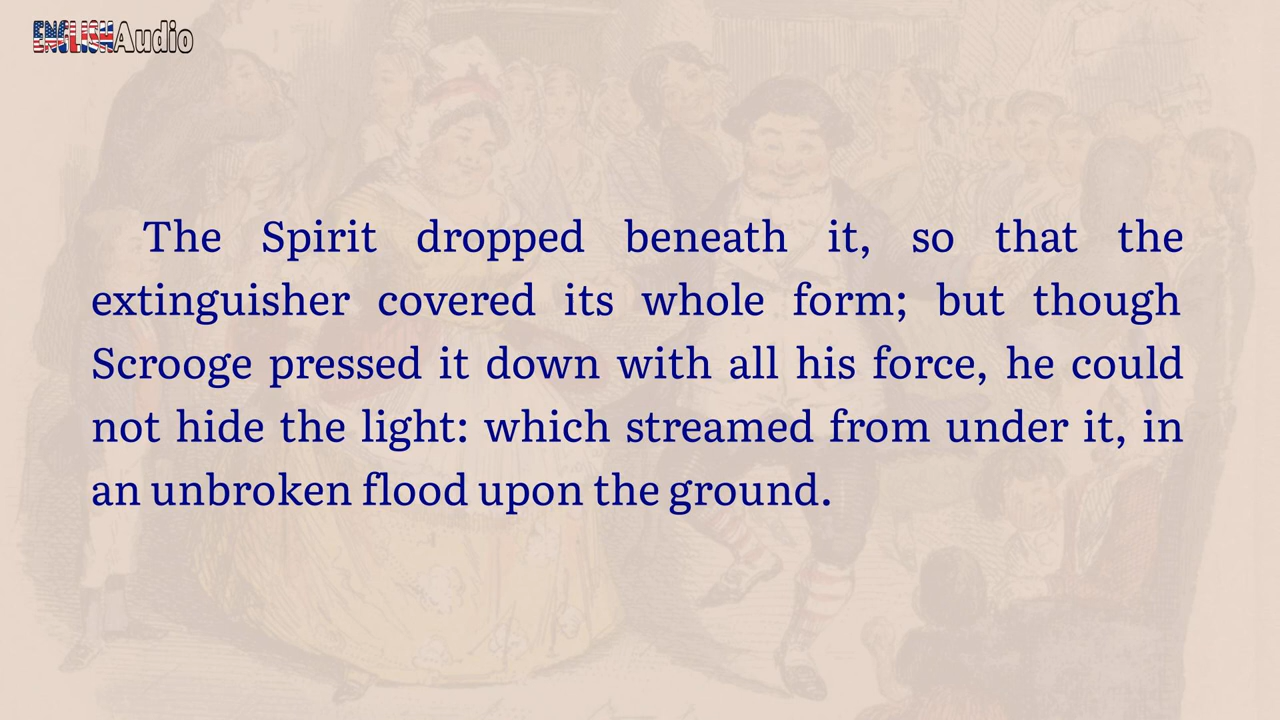 ENGLISHAudio
The Spirit dropped beneath it, so that the
extinguisher covered its whole form; but though
Scrooge pressed it down with all his force, he could
not hide the light: which streamed from under it, in
an unbroken flood upon the ground.